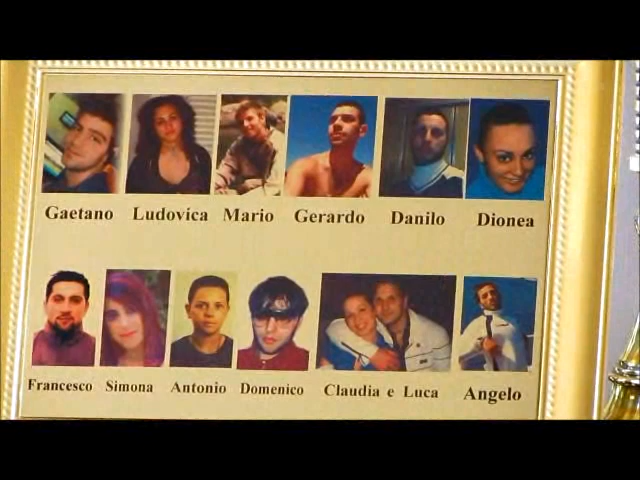 Gaetano Ludovica Mario Gerardo Danilo Dionea
Francesco Simona Antonio Domenico Claudia e Luca Angelo